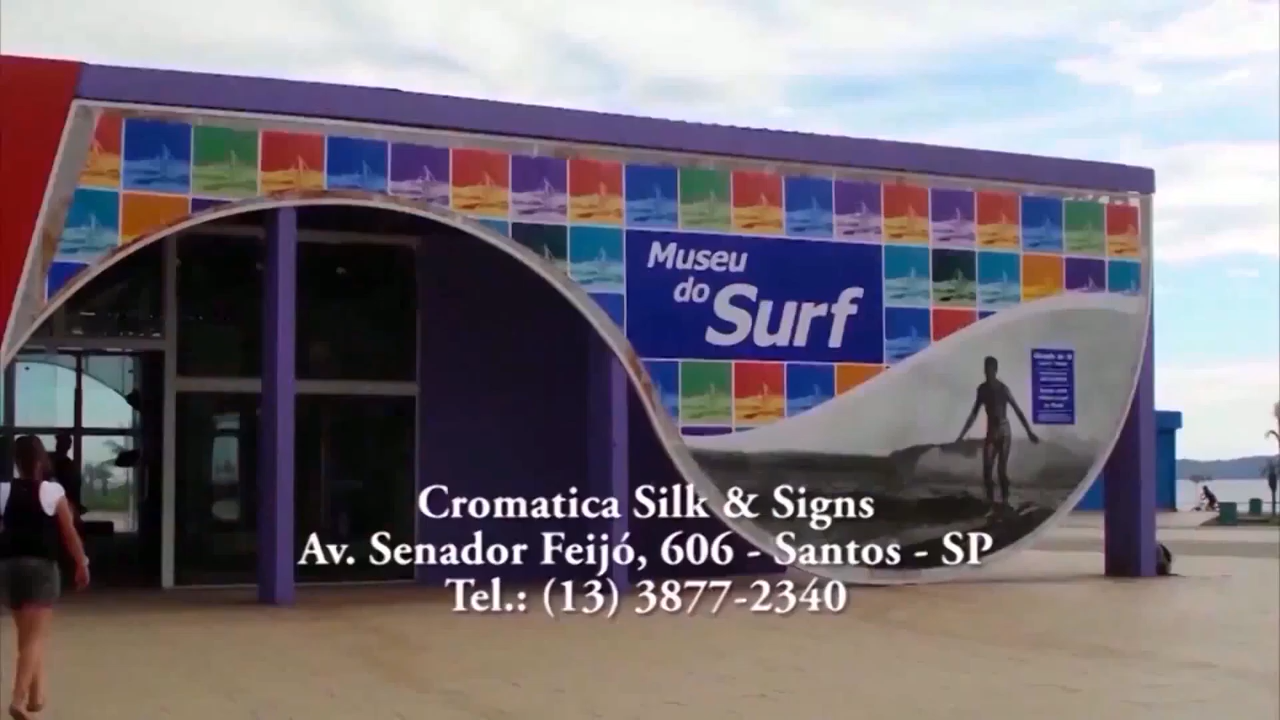 Museu
do Surf
Cromatica Silk & Signs
Av. Senador Feijó, 606 - Santos - SP
Tel.: (13) 3877-2340